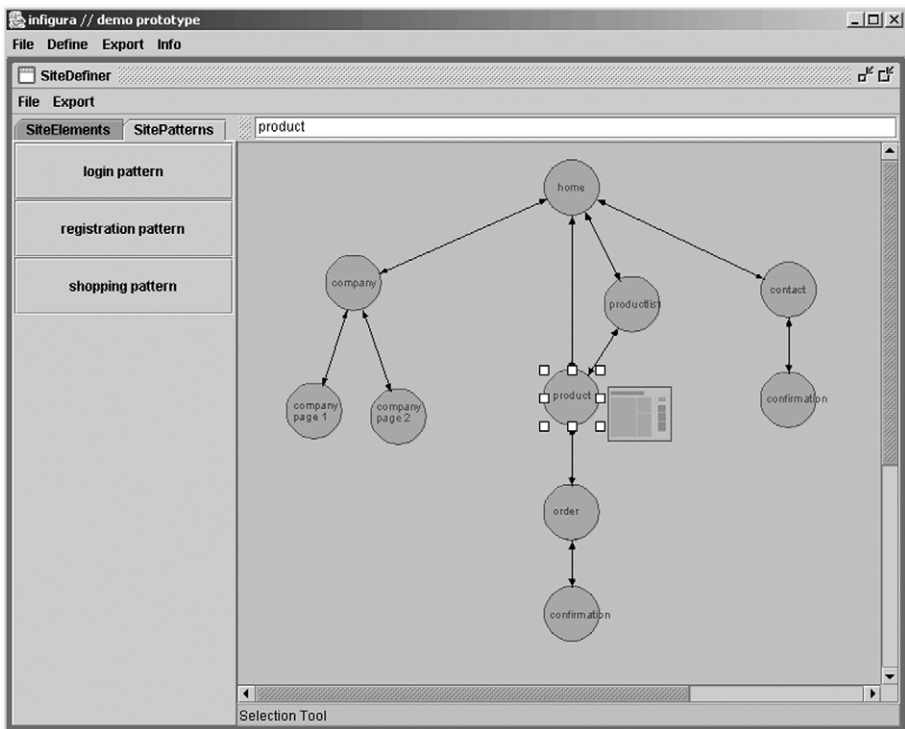 infigura // demo prototype
File Define Export Info
SiteDefiner
File Export
SiteElements SitePatterns
product
login pattern
registration pattern
shopping pattern
home
company
productlist
contact
company
page 1
company
page 2
product
confirmation
order
confirmation
Selection Tool